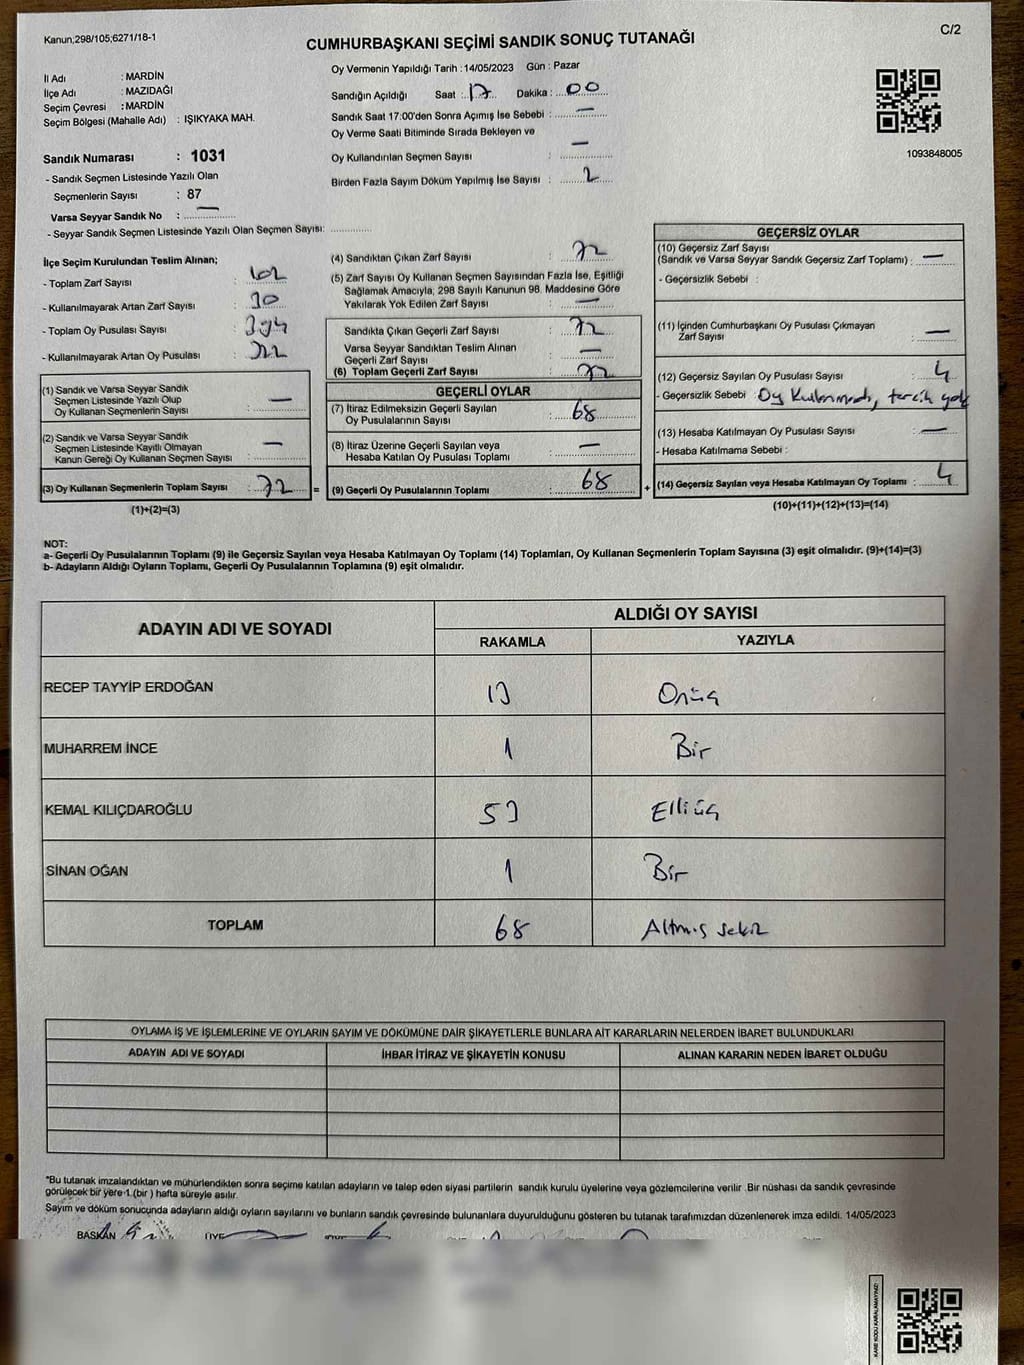 Kanun;298/105;6271/18-1
C/2
CUMHURBAŞKANI SEÇİMİ SANDIK SONUÇ TUTANAĞI
İl Adı : MARDİN
İlçe Adı : MAZIDAĞI
Seçim Çevresi : MARDİN
Seçim Bölgesi (Mahalle Adı) : IŞIKYAKA MAH.
Sandık Numarası : 1031
- Sandık Seçmen Listesinde Yazılı Olan
Seçmenlerin Sayısı : 87
Varsa Seyyar Sandık No : —
- Seyyar Sandık Seçmen Listesinde Yazılı Olan Seçmen Sayısı:
Oy Vermenin Yapıldığı Tarih : 14/05/2023 Gün : Pazar
Sandığın Açıldığı Saat : 17 Dakika : 00
Sandık Saat 17:00'den Sonra Açımış İse Sebebi : —
Oy Verme Saati Bitiminde Sırada Bekleyen ve
Oy Kullandırılan Seçmen Sayısı : —
Birden Fazla Sayım Döküm Yapılmış İse Sayısı : 2
1093848005
İlçe Seçim Kurulundan Teslim Alınan;
- Toplam Zarf Sayısı : 102
- Kullanılmayarak Artan Zarf Sayısı : 30
- Toplam Oy Pusulası Sayısı : 394
- Kullanılmayarak Artan Oy Pusulası : 322
(1) Sandık ve Varsa Seyyar Sandık
Seçmen Listesinde Yazılı Olup
Oy Kullanan Seçmenlerin Sayısı : —
(2) Sandık ve Varsa Seyyar Sandık
Seçmen Listesinde Kayıtlı Olmayan
Kanun Gereği Oy Kullanan Seçmen Sayısı : —
(3) Oy Kullanan Seçmenlerin Toplam Sayısı : 72 =
(1)+(2)=(3)
(4) Sandıktan Çıkan Zarf Sayısı : 72
(5) Zarf Sayısı Oy Kullanan Seçmen Sayısından Fazla İse, Eşitliği
Sağlamak Amacıyla; 298 Sayılı Kanunun 98. Maddesine Göre
Yakılarak Yok Edilen Zarf Sayısı : —
Sandıkta Çıkan Geçerli Zarf Sayısı : 72
Varsa Seyyar Sandıktan Teslim Alınan
Geçerli Zarf Sayısı : —
(6) Toplam Geçerli Zarf Sayısı : 72
GEÇERLİ OYLAR
(7) İtiraz Edilmeksizin Geçerli Sayılan
Oy Pusulalarının Sayısı : 68
(8) İtiraz Üzerine Geçerli Sayılan veya
Hesaba Katılan Oy Pusulası Toplamı : —
(9) Geçerli Oy Pusulalarının Toplamı : 68 +
GEÇERSİZ OYLAR
(10) Geçersiz Zarf Sayısı
(Sandık ve Varsa Seyyar Sandık Geçersiz Zarf Toplamı) : —
- Geçersizlik Sebebi :
(11) İçinden Cumhurbaşkanı Oy Pusulası Çıkmayan
Zarf Sayısı : —
(12) Geçersiz Sayılan Oy Pusulası Sayısı : 4
- Geçersizlik Sebebi : Oy Kullanmadı, tercih yok
(13) Hesaba Katılmayan Oy Pusulası Sayısı : —
- Hesaba Katılmama Sebebi :
(14) Geçersiz Sayılan veya Hesaba Katılmayan Oy Toplamı : 4
(10)+(11)+(12)+(13)=(14)
NOT:
a- Geçerli Oy Pusulalarının Toplamı (9) ile Geçersiz Sayılan veya Hesaba Katılmayan Oy Toplamı (14) Toplamları, Oy Kullanan Seçmenlerin Toplam Sayısına (3) eşit olmalıdır. (9)+(14)=(3)
b- Adayların Aldığı Oyların Toplamı, Geçerli Oy Pusulalarının Toplamına (9) eşit olmalıdır.
ADAYIN ADI VE SOYADI
ALDIĞI OY SAYISI
RAKAMLA YAZIYLA
RECEP TAYYİP ERDOĞAN 13 Onüç
MUHARREM İNCE 1 Bir
KEMAL KILIÇDAROĞLU 53 Elliüç
SİNAN OĞAN 1 Bir
TOPLAM 68 Altmış sekiz
OYLAMA İŞ VE İŞLEMLERİNE VE OYLARIN SAYIM VE DÖKÜMÜNE DAİR ŞİKAYETLERLE BUNLARA AİT KARARLARIN NELERDEN İBARET BULUNDUKLARI
ADAYIN ADI VE SOYADI İHBAR İTİRAZ VE ŞİKAYETİN KONUSU ALINAN KARARIN NEDEN İBARET OLDUĞU
*Bu tutanak imzalandıktan ve mühürlendikten sonra seçime katılan adayların ve talep eden siyasi partilerin sandık kurulu üyelerine veya gözlemcilerine verilir .Bir nüshası da sandık çevresinde
görülecek bir yere 1 (bir ) hafta süreyle asılır.
Sayım ve döküm sonucunda adayların aldığı oyların sayılarını ve bunların sandık çevresinde bulunanlara duyurulduğunu gösteren bu tutanak tarafımızdan düzenlenerek imza edildi. 14/05/2023
BAŞKAN ÜYE
KARE KODU KARALAMAYINIZ!